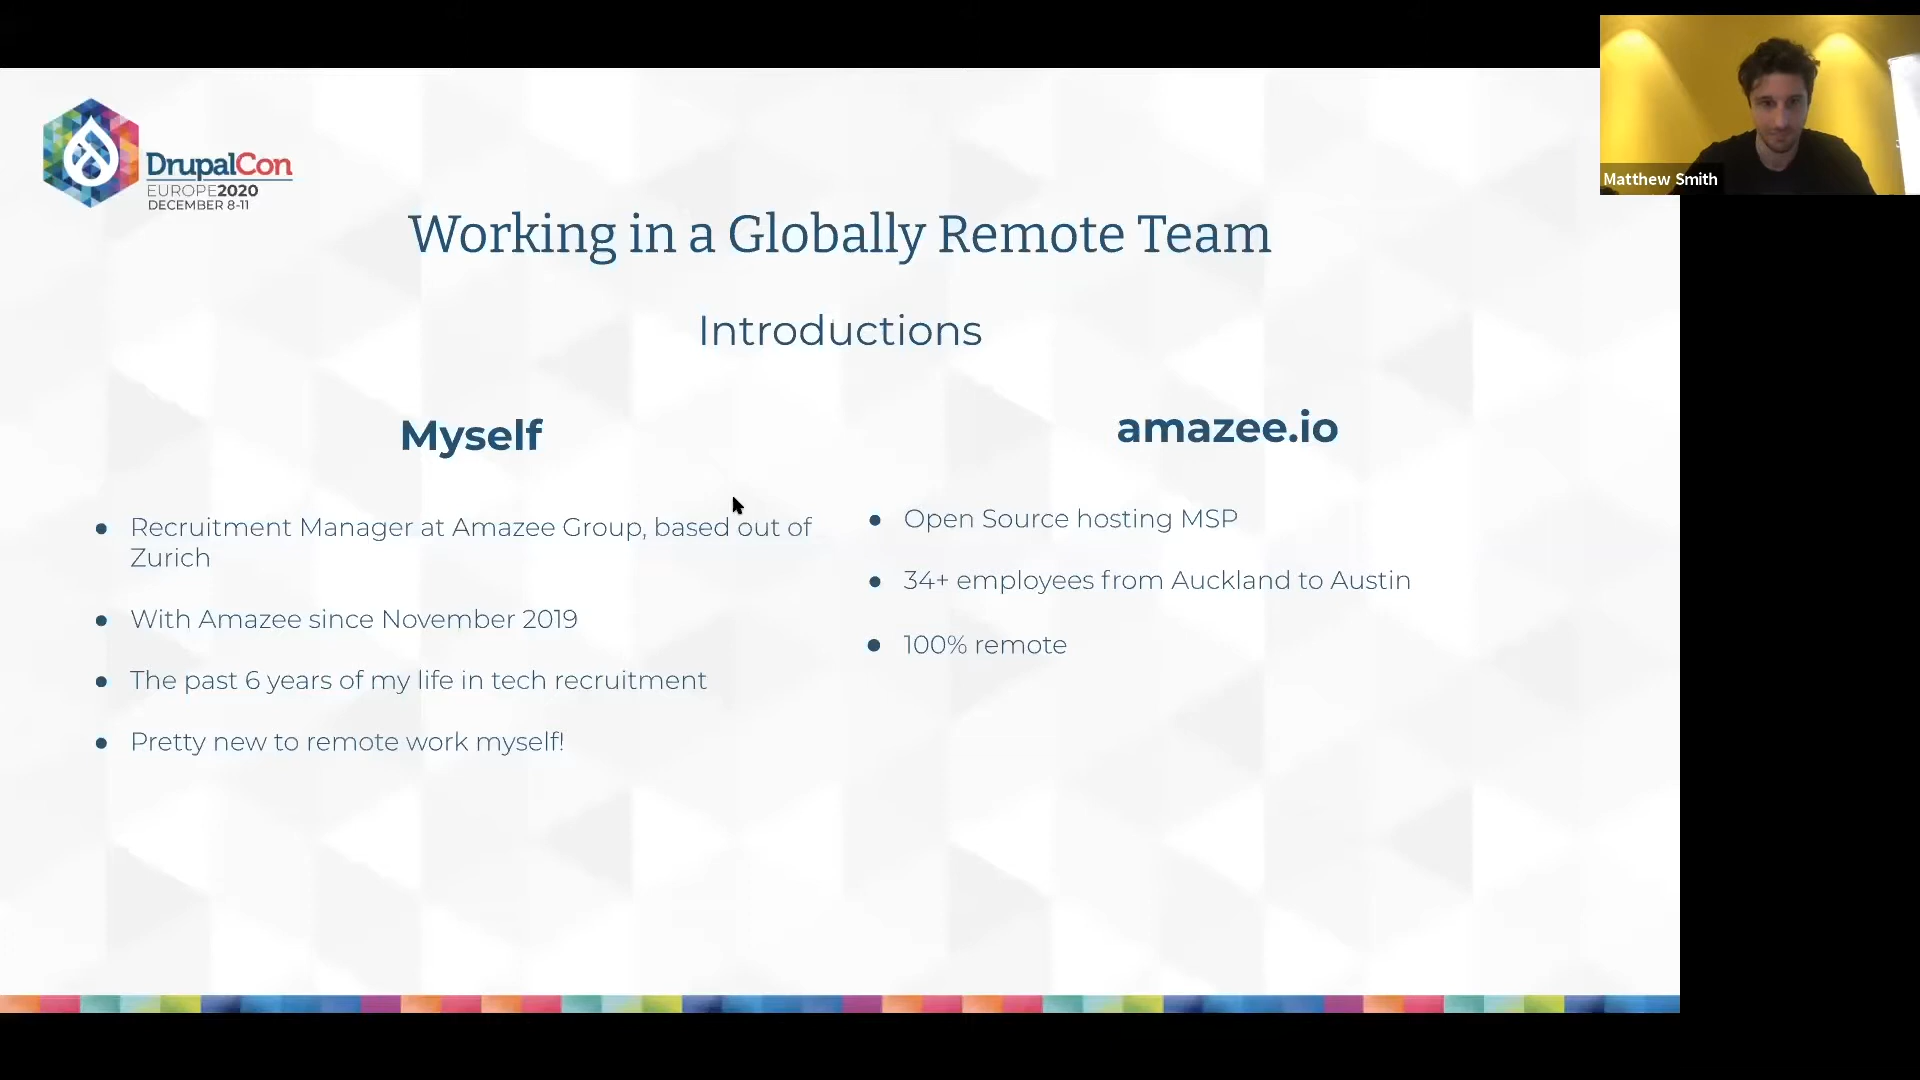 DrupalCon
EUROPE2020
DECEMBER 8-11
Matthew Smith
Working in a Globally Remote Team
Introductions
Myself
● Recruitment Manager at Amazee Group, based out of
Zurich
● With Amazee since November 2019
● The past 6 years of my life in tech recruitment
● Pretty new to remote work myself!
amazee.io
● Open Source hosting MSP
● 34+ employees from Auckland to Austin
● 100% remote